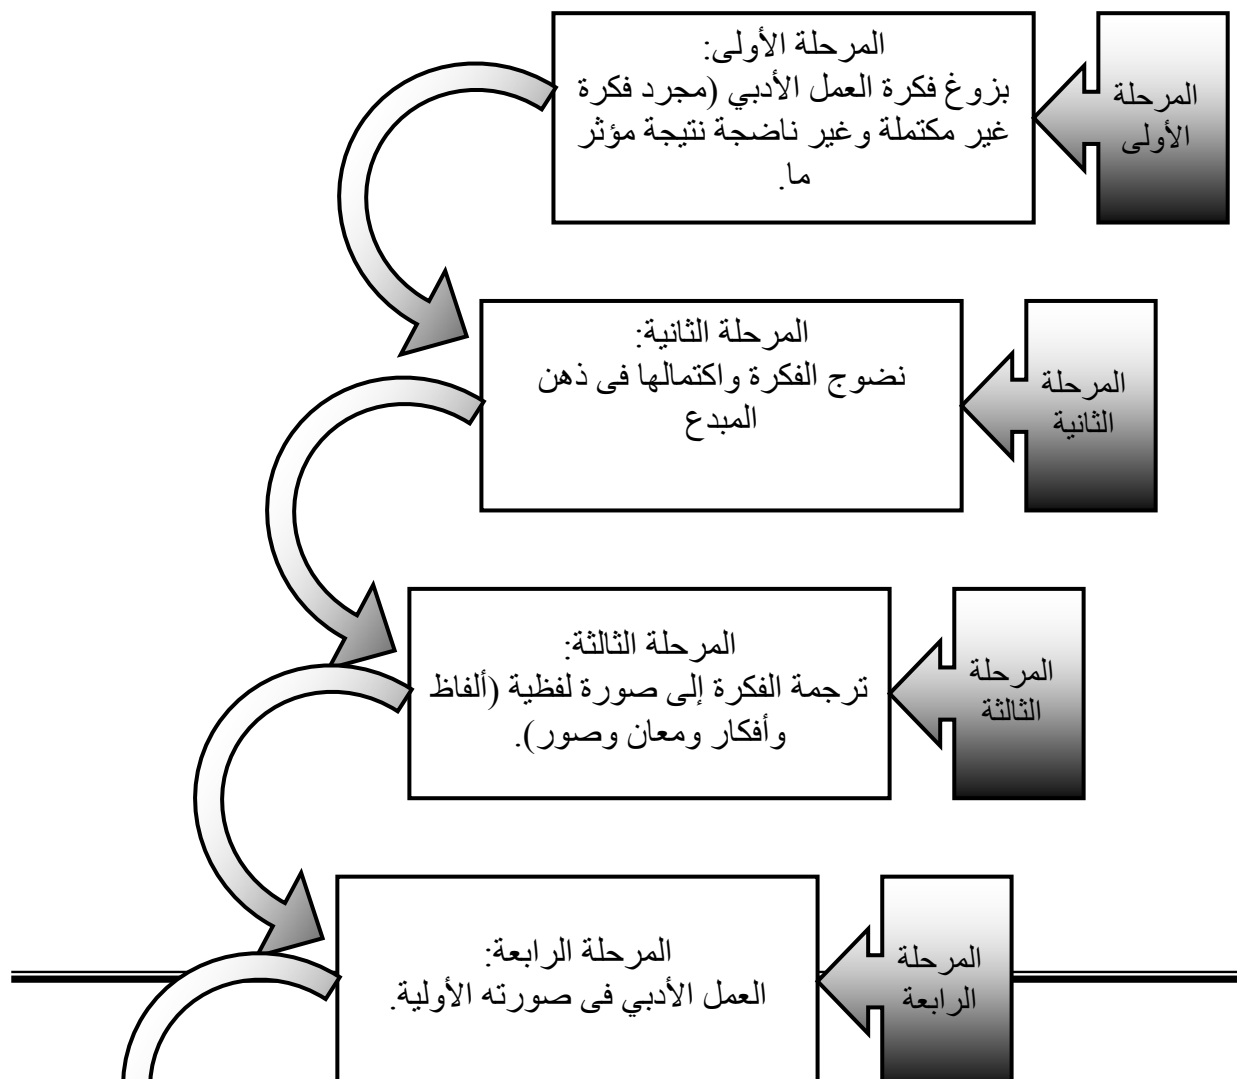 المرحلة
الأولى
المرحلة الأولى:
بزوغ فكرة العمل الأدبي (مجرد فكرة
غير مكتملة وغير ناضجة نتيجة مؤثر
ما.
المرحلة
الثانية
المرحلة الثانية:
نضوج الفكرة واكتمالها فى ذهن
المبدع
المرحلة
الثالثة
المرحلة الثالثة:
ترجمة الفكرة إلى صورة لفظية (ألفاظ
وأفكار ومعان وصور).
المرحلة
الرابعة
المرحلة الرابعة:
العمل الأدبي فى صورته الأولية.